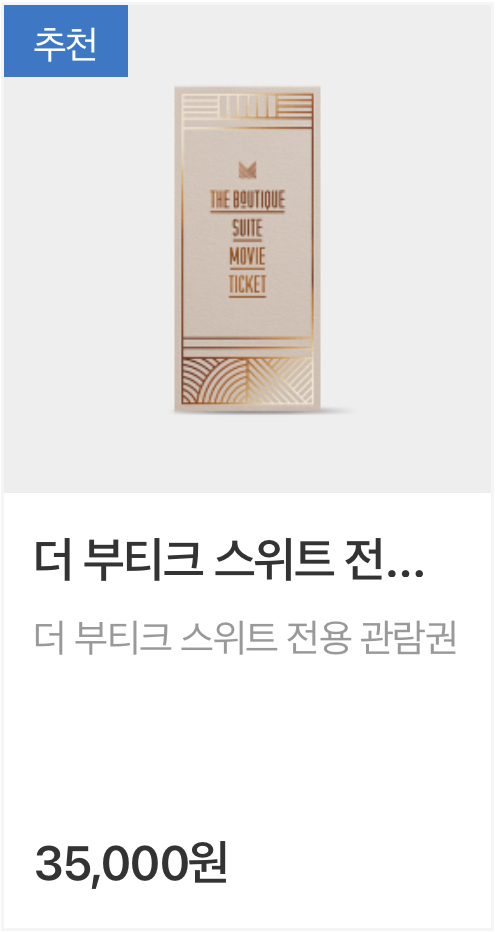 추천
THE BOUTIQUE
SUITE
MOVIE
TICKET
더 부티크 스위트 전...
더 부티크 스위트 전용 관람권
35,000원